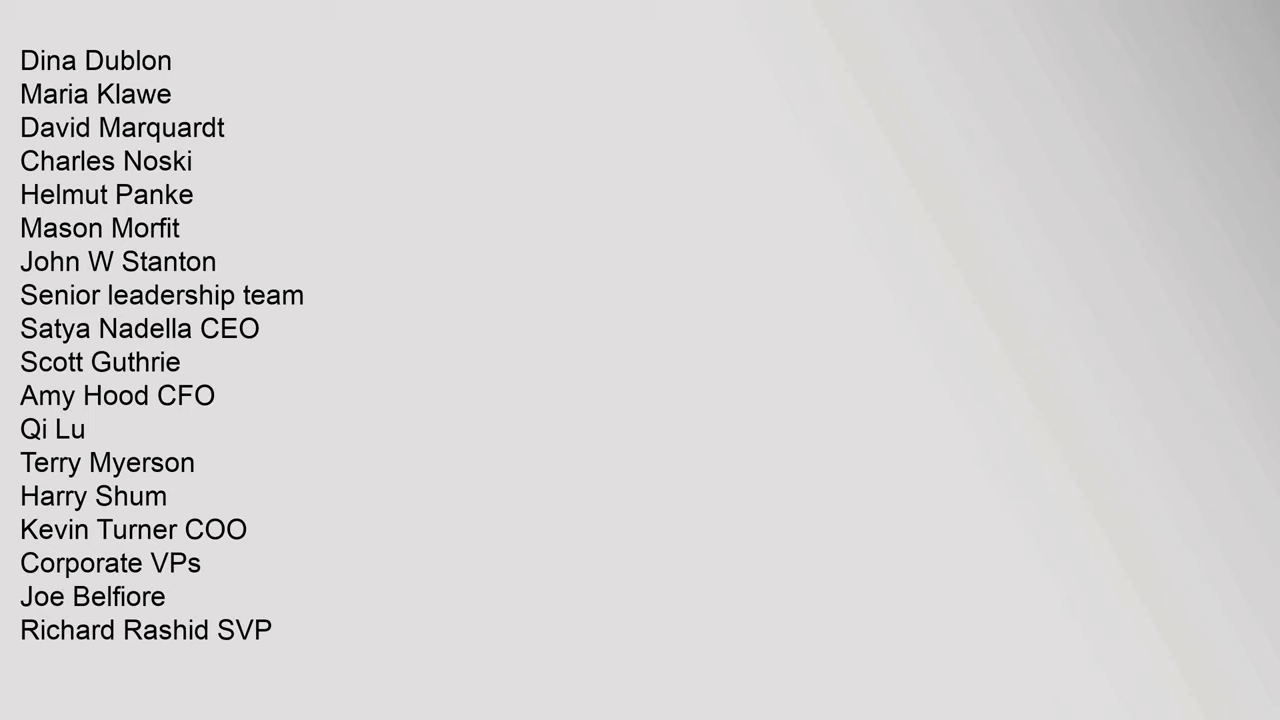 Dina Dublon
Maria Klawe
David Marquardt
Charles Noski
Helmut Panke
Mason Morfit
John W Stanton
Senior leadership team
Satya Nadella CEO
Scott Guthrie
Amy Hood CFO
Qi Lu
Terry Myerson
Harry Shum
Kevin Turner COO
Corporate VPs
Joe Belfiore
Richard Rashid SVP